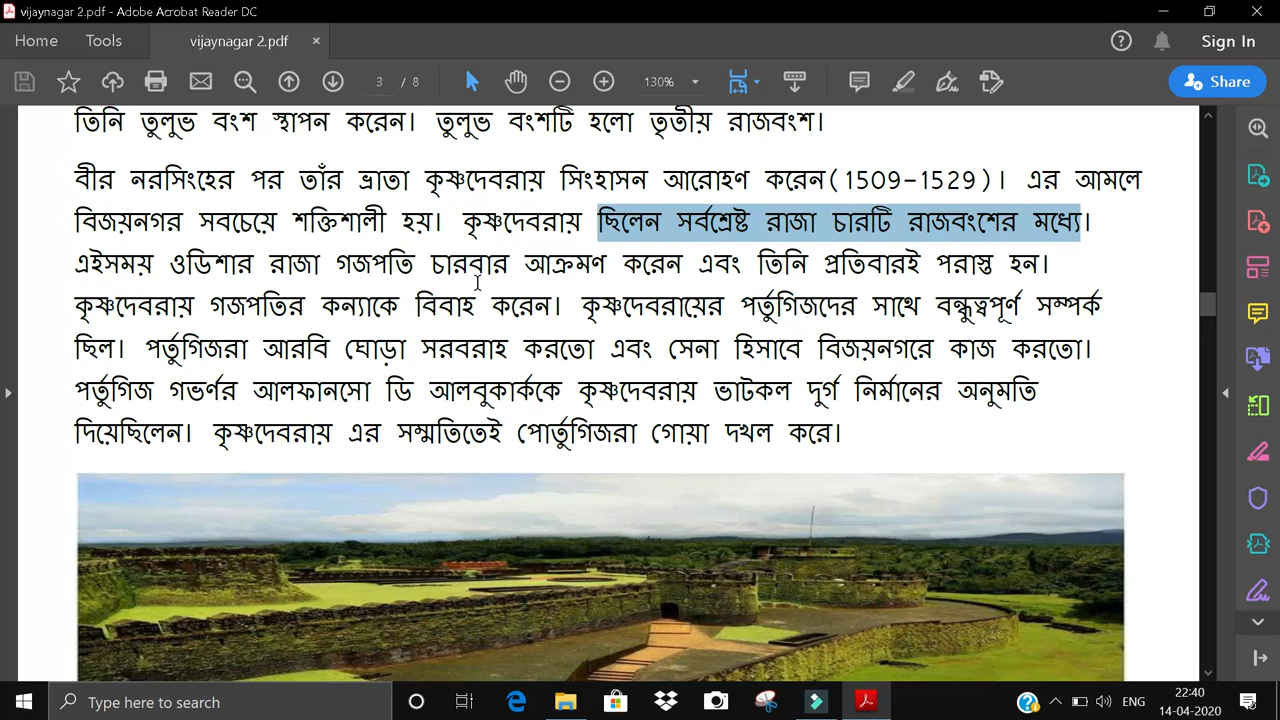 vijaynagar 2.pdf - Adobe Acrobat Reader DC
Home Tools vijaynagar 2.pdf × Sign In
3 / 8 130% Share
তিনি তুলুভ বংশ স্থাপন করেন। তুলুভ বংশটি হলো তৃতীয় রাজবংশ।
বীর নরসিংহের পর তাঁর ভ্রাতা কৃষ্ণদেবরায় সিংহাসন আরোহণ করেন(1509-1529)। এর আমলে
বিজয়নগর সবচেয়ে শক্তিশালী হয়। কৃষ্ণদেবরায় ছিলেন সর্বশ্রেষ্ট রাজা চারটি রাজবংশের মধ্যে।
এইসময় ওডিশার রাজা গজপতি চারবার আক্রমণ করেন এবং তিনি প্রতিবারই পরাস্ত হন।
কৃষ্ণদেবরায় গজপতির কন্যাকে বিবাহ করেন। কৃষ্ণদেবরায়ের পর্তুগিজদের সাথে বন্ধুত্বপূর্ণ সম্পর্ক
ছিল। পর্তুগিজরা আরবি ঘোড়া সরবরাহ করতো এবং সেনা হিসাবে বিজয়নগরে কাজ করতো।
পর্তুগিজ গভর্ণর আলফানসো ডি আলবুকার্ককে কৃষ্ণদেবরায় ভাটকল দুর্গ নির্মানের অনুমতি
দিয়েছিলেন। কৃষ্ণদেবরায় এর সম্মতিতেই পোর্তুগিজরা গোয়া দখল করে।
Type here to search ENG 22:40
14-04-2020